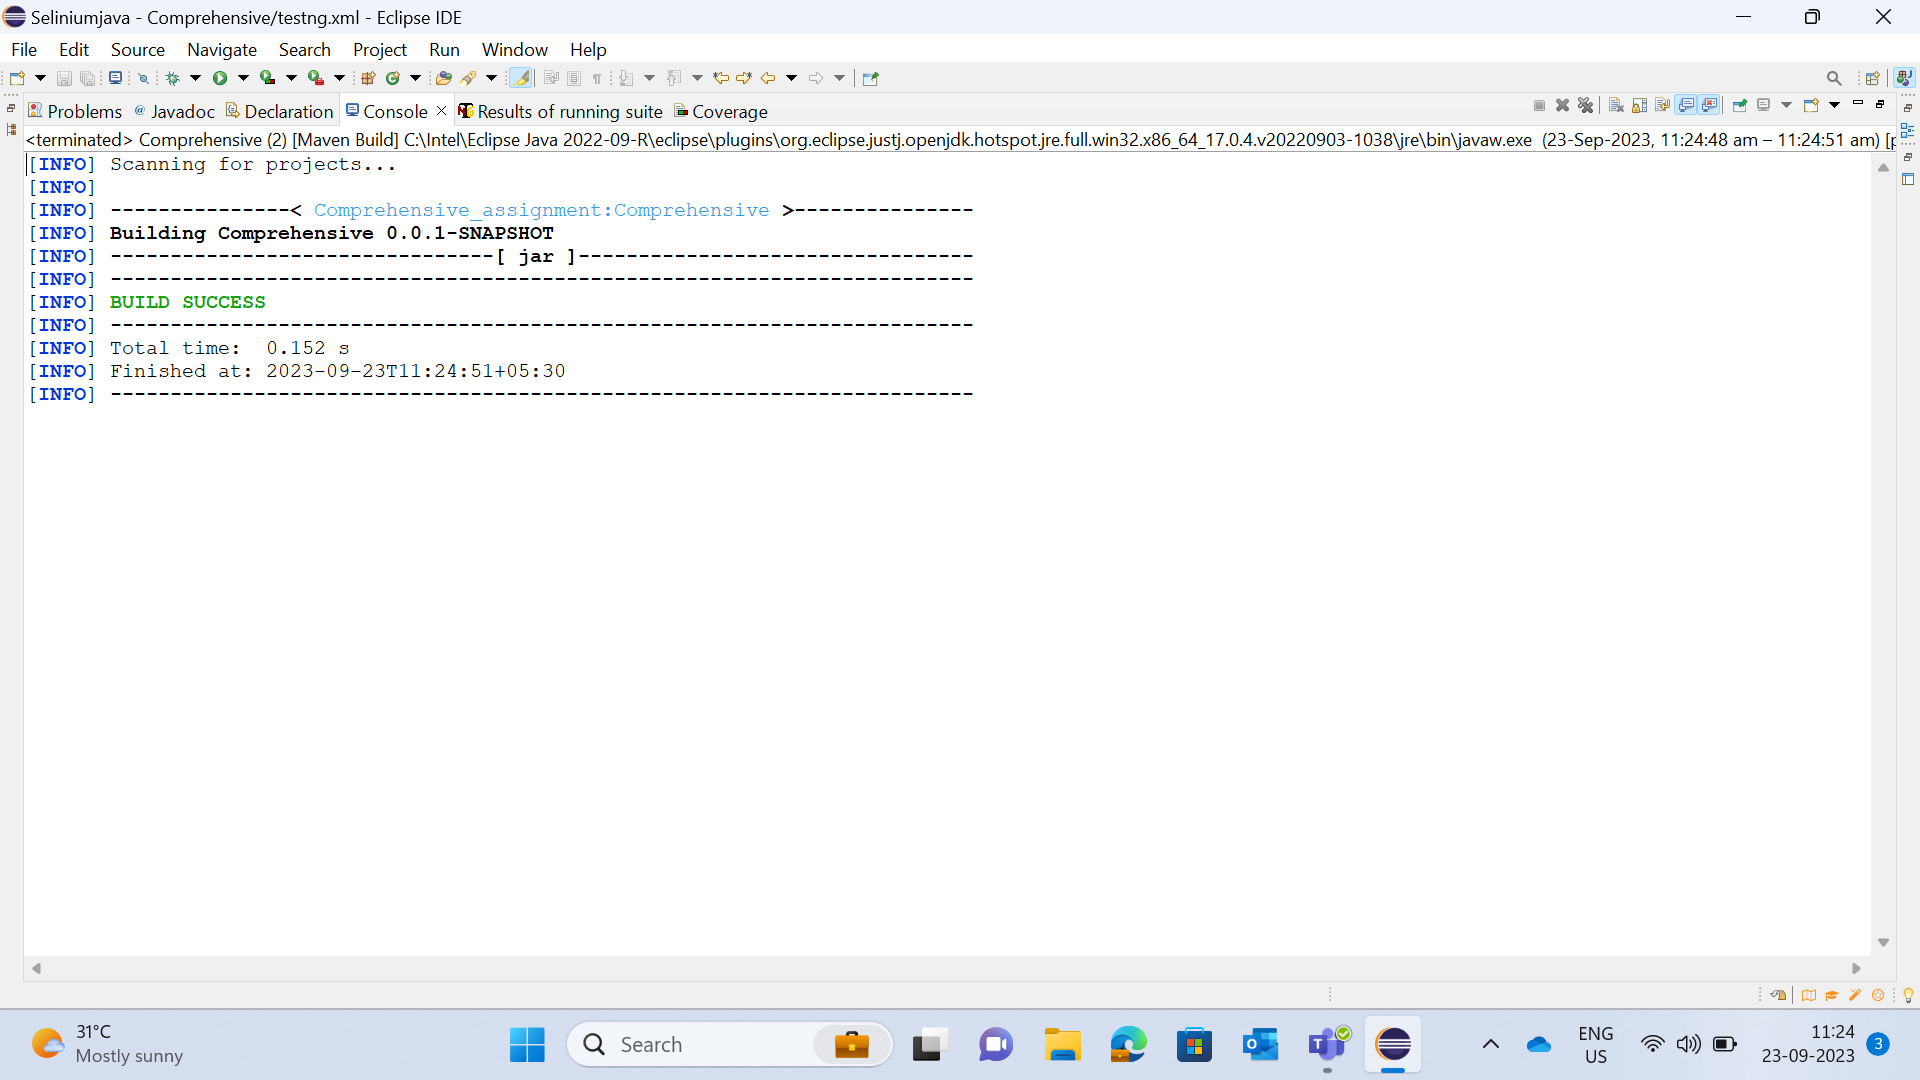 Seliniumjava - Comprehensive/testng.xml - Eclipse IDE
File Edit Source Navigate Search Project Run Window Help
Problems Javadoc Declaration Console Results of running suite Coverage
<terminated> Comprehensive (2) [Maven Build] C:\Intel\Eclipse Java 2022-09-R\eclipse\plugins\org.eclipse.justj.openjdk.hotspot.jre.full.win32.x86_64_17.0.4.v20220903-1038\jre\bin\javaw.exe (23-Sep-2023, 11:24:48 am – 11:24:51 am) [p
[INFO] Scanning for projects...
[INFO]
[INFO] ---------------< Comprehensive_assignment:Comprehensive >---------------
[INFO] Building Comprehensive 0.0.1-SNAPSHOT
[INFO] --------------------------------[ jar ]---------------------------------
[INFO] ------------------------------------------------------------------------
[INFO] BUILD SUCCESS
[INFO] ------------------------------------------------------------------------
[INFO] Total time:  0.152 s
[INFO] Finished at: 2023-09-23T11:24:51+05:30
[INFO] ------------------------------------------------------------------------
31°C
Mostly sunny
Search
ENG
US
11:24
23-09-2023
3